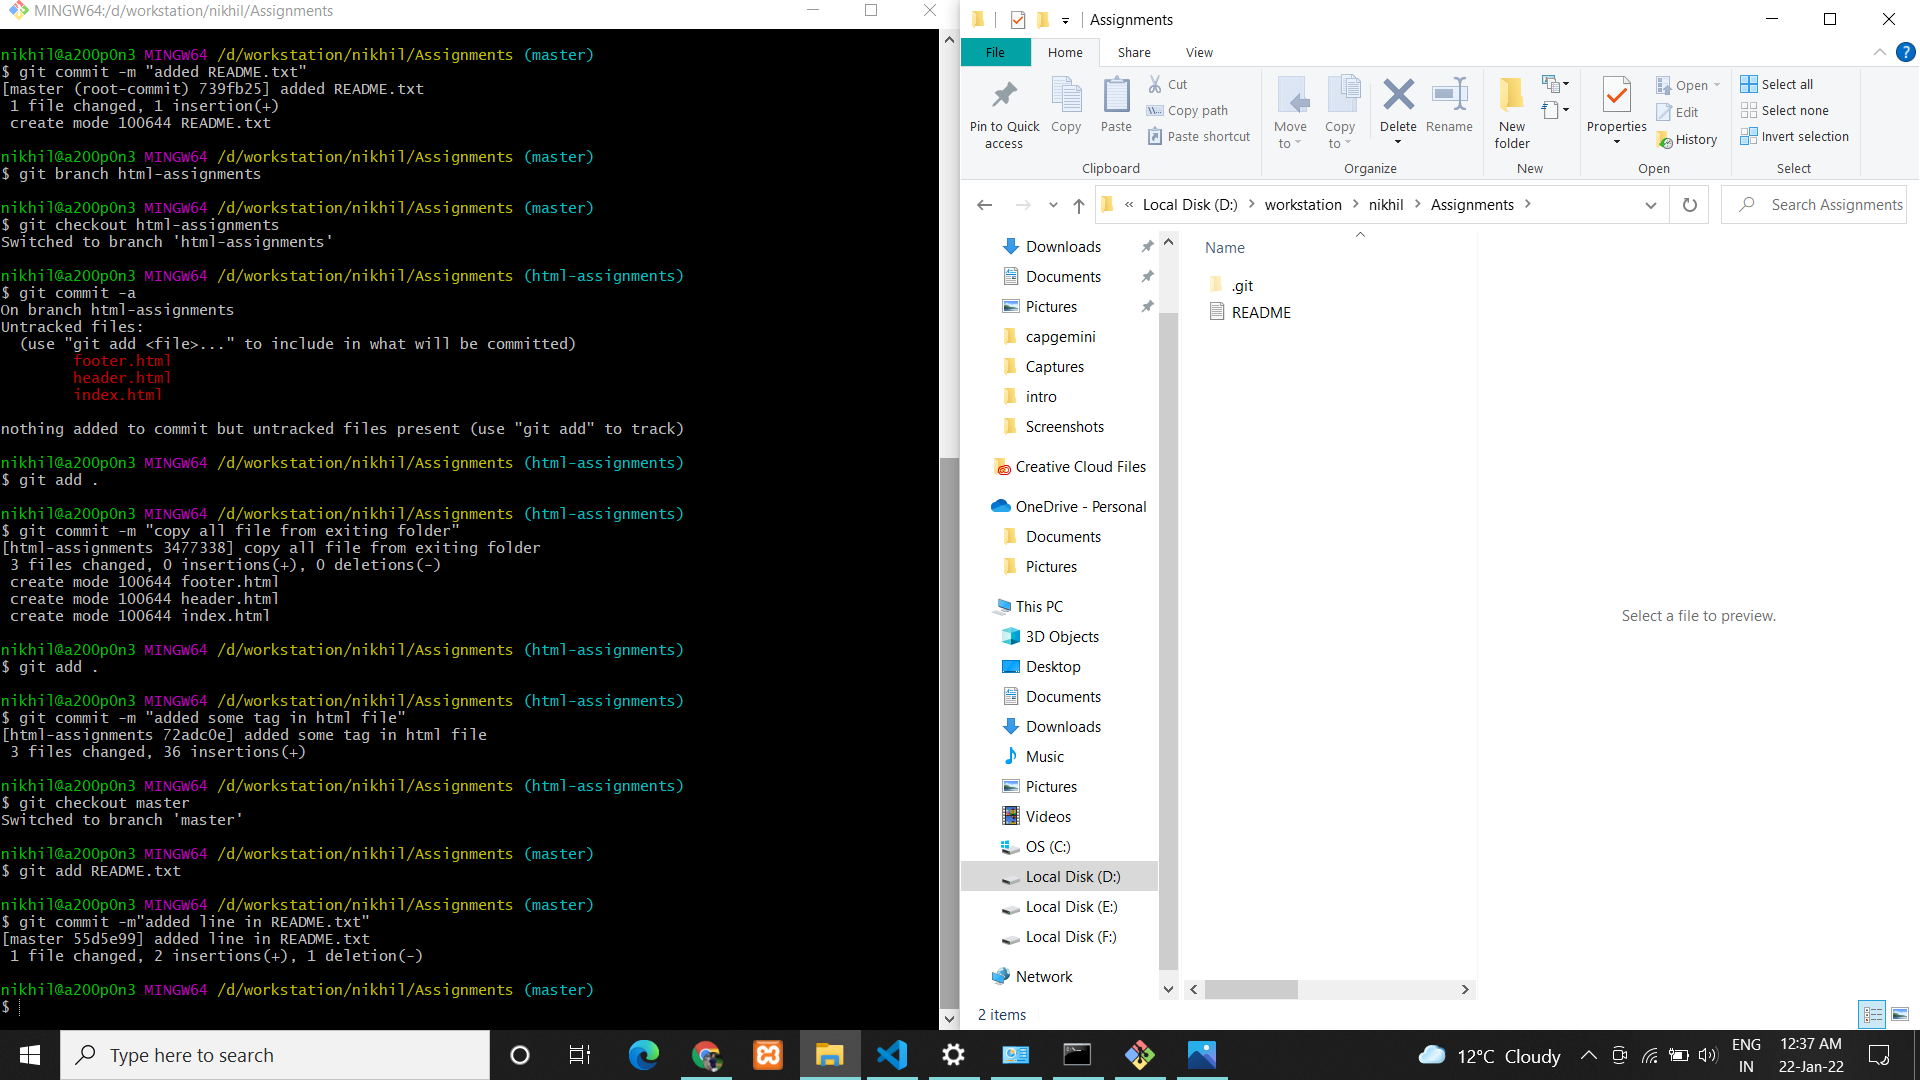 MINGW64:/d/workstation/nikhil/Assignments
nikhil@a200p0n3 MINGW64 /d/workstation/nikhil/Assignments (master)
$ git commit -m "added README.txt"
[master (root-commit) 739fb25] added README.txt
1 file changed, 1 insertion(+)
create mode 100644 README.txt
nikhil@a200p0n3 MINGW64 /d/workstation/nikhil/Assignments (master)
$ git branch html-assignments
nikhil@a200p0n3 MINGW64 /d/workstation/nikhil/Assignments (master)
$ git checkout html-assignments
Switched to branch 'html-assignments'
nikhil@a200p0n3 MINGW64 /d/workstation/nikhil/Assignments (html-assignments)
$ git commit -a
On branch html-assignments
Untracked files:
(use "git add <file>..." to include in what will be committed)
footer.html
header.html
index.html
nothing added to commit but untracked files present (use "git add" to track)
nikhil@a200p0n3 MINGW64 /d/workstation/nikhil/Assignments (html-assignments)
$ git add .
nikhil@a200p0n3 MINGW64 /d/workstation/nikhil/Assignments (html-assignments)
$ git commit -m "copy all file from exiting folder"
[html-assignments 3477338] copy all file from exiting folder
3 files changed, 0 insertions(+), 0 deletions(-)
create mode 100644 footer.html
create mode 100644 header.html
create mode 100644 index.html
nikhil@a200p0n3 MINGW64 /d/workstation/nikhil/Assignments (html-assignments)
$ git add .
nikhil@a200p0n3 MINGW64 /d/workstation/nikhil/Assignments (html-assignments)
$ git commit -m "added some tag in html file"
[html-assignments 72adc0e] added some tag in html file
3 files changed, 36 insertions(+)
nikhil@a200p0n3 MINGW64 /d/workstation/nikhil/Assignments (html-assignments)
$ git checkout master
Switched to branch 'master'
nikhil@a200p0n3 MINGW64 /d/workstation/nikhil/Assignments (master)
$ git add README.txt
nikhil@a200p0n3 MINGW64 /d/workstation/nikhil/Assignments (master)
$ git commit -m"added line in README.txt"
[master 55d5e99] added line in README.txt
1 file changed, 2 insertions(+), 1 deletion(-)
nikhil@a200p0n3 MINGW64 /d/workstation/nikhil/Assignments (master)
$
Assignments
File Home Share View
Pin to Quick access
Copy
Paste
Cut
Copy path
Paste shortcut
Clipboard
Move to
Copy to
Delete
Rename
Organize
New folder
New
Properties
Open
Edit
History
Open
Select all
Select none
Invert selection
Select
« Local Disk (D:) > workstation > nikhil > Assignments >
Search Assignments
Downloads
Documents
Pictures
capgemini
Captures
intro
Screenshots
Creative Cloud Files
OneDrive - Personal
Documents
Pictures
This PC
3D Objects
Desktop
Documents
Downloads
Music
Pictures
Videos
OS (C:)
Local Disk (D:)
Local Disk (E:)
Local Disk (F:)
Network
Name
.git
README
Select a file to preview.
2 items
Type here to search
12°C Cloudy
ENG
IN
12:37 AM
22-Jan-22